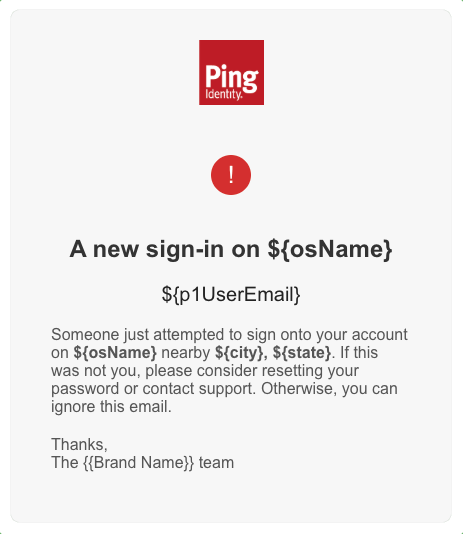 Ping
Identity.
!
A new sign-in on ${osName}
${p1UserEmail}
Someone just attempted to sign onto your account
on ${osName} nearby ${city}, ${state}. If this
was not you, please consider resetting your
password or contact support. Otherwise, you can
ignore this email.
Thanks,
The {{Brand Name}} team